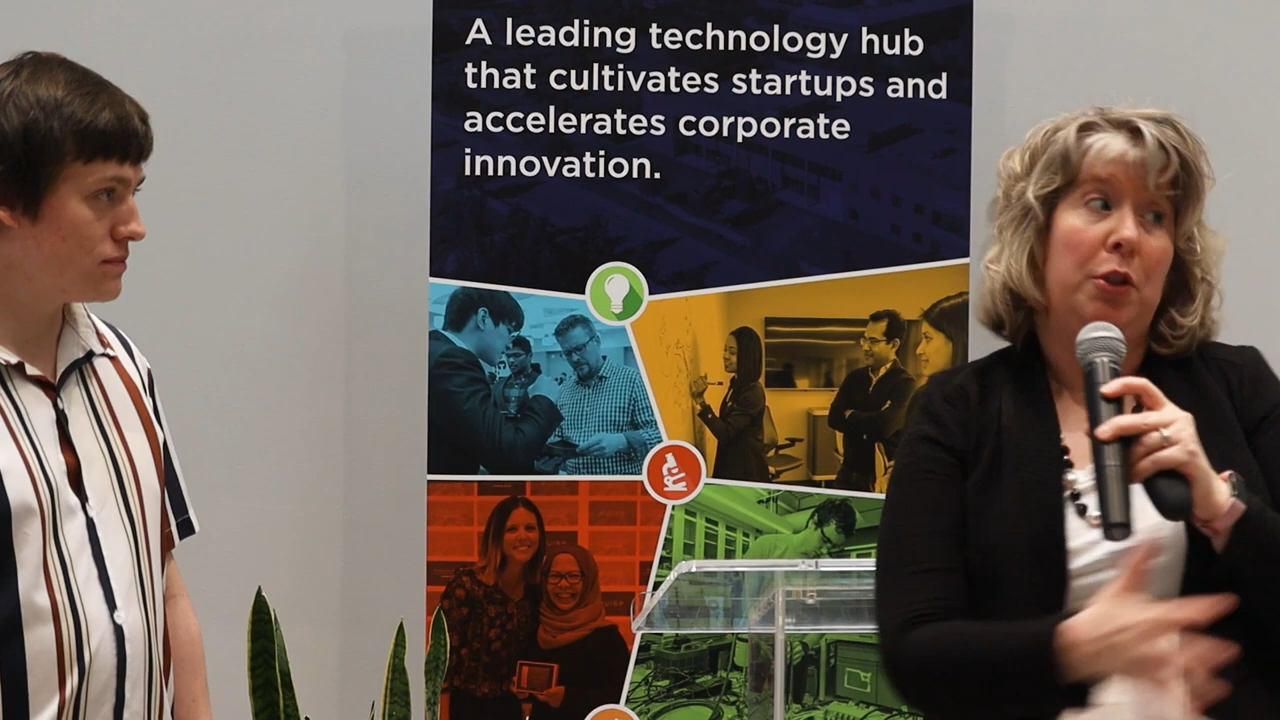 A leading technology hub
that cultivates startups and
accelerates corporate
innovation.